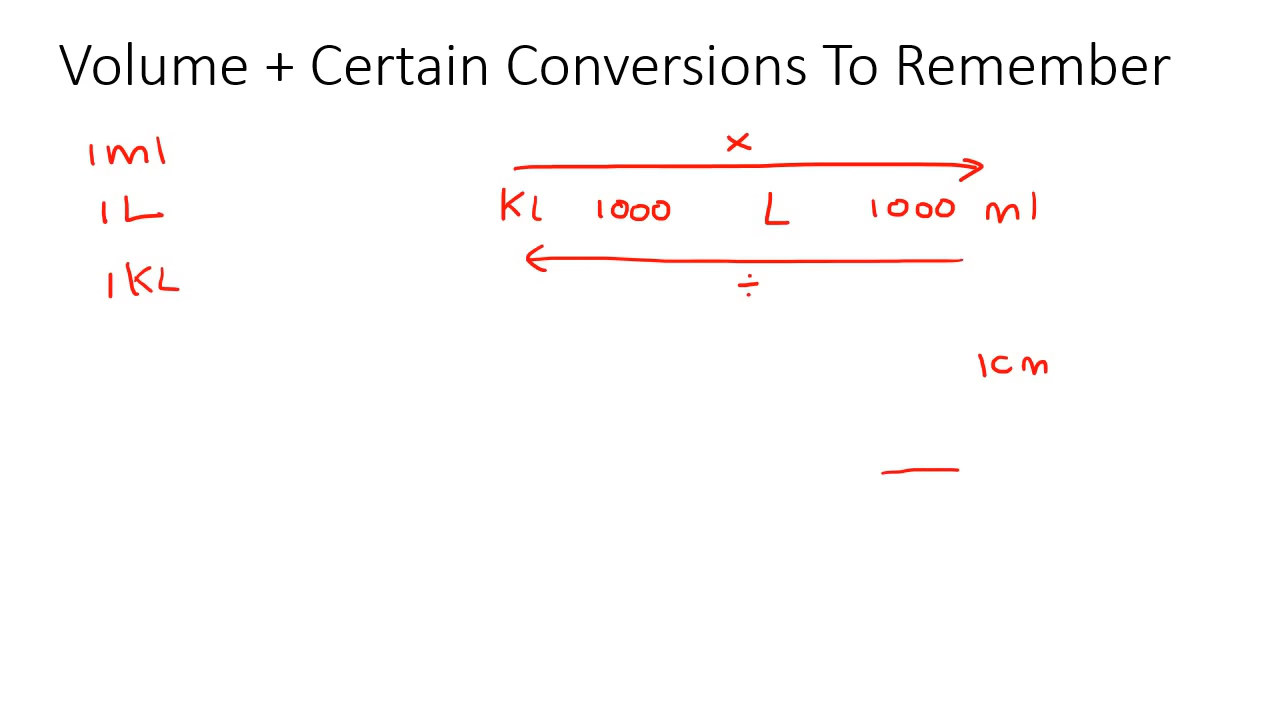 Volume + Certain Conversions To Remember
1ml
×
1L
Kl 1000 L 1000 ml
1KL
÷
1cm